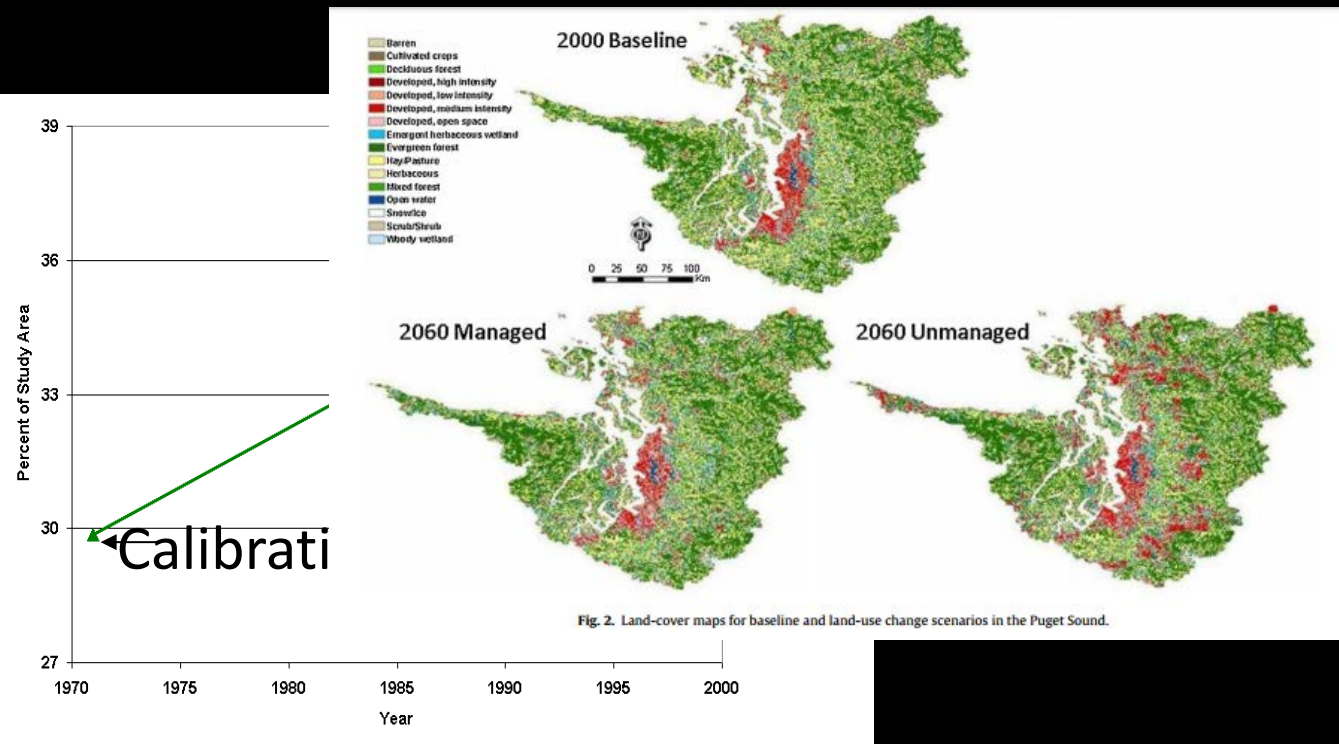 2000 Baseline
Barren
Cultivated crops
Deciduous forest
Developed, high intensity
Developed, low intensity
Developed, medium intensity
Developed, open space
Emergent herbaceous wetland
Evergreen forest
Hay/Pasture
Herbaceous
Mixed forest
Open water
Snow/Ice
Scrub/Shrub
Woody wetland
N
0 25 50 75 100
Km
2060 Managed
2060 Unmanaged
Fig. 2. Land-cover maps for baseline and land-use change scenarios in the Puget Sound.
39
36
33
30
27
Percent of Study Area
Calibrati
1970 1975 1980 1985 1990 1995 2000
Year